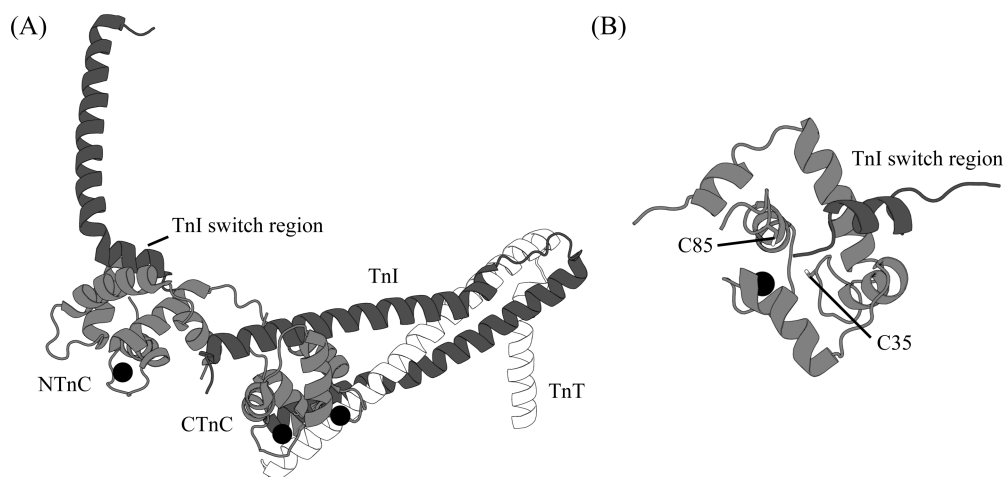 (A)
(B)
TnI switch region
TnI switch region
TnI
C85
C35
NTnC
TnT
CTnC